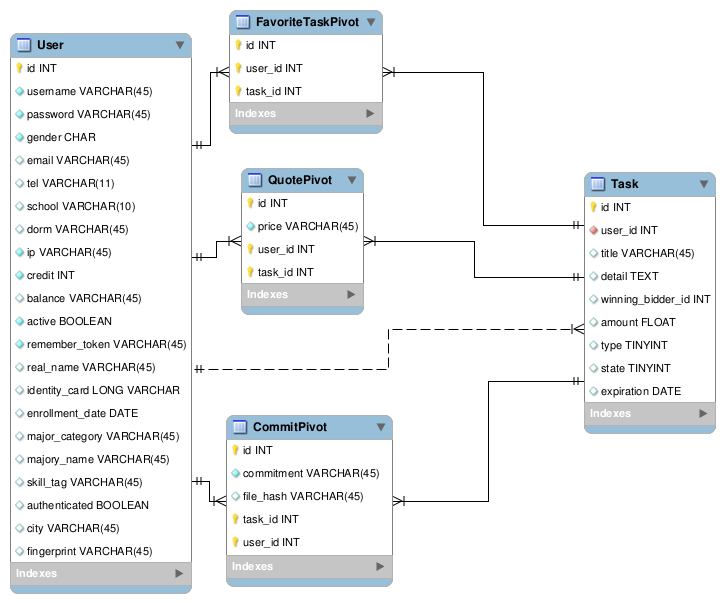 User
id INT
username VARCHAR(45)
password VARCHAR(45)
gender CHAR
email VARCHAR(45)
tel VARCHAR(11)
school VARCHAR(10)
dorm VARCHAR(45)
ip VARCHAR(45)
credit INT
balance VARCHAR(45)
active BOOLEAN
remember_token VARCHAR(45)
real_name VARCHAR(45)
identity_card LONG VARCHAR
enrollment_date DATE
major_category VARCHAR(45)
majory_name VARCHAR(45)
skill_tag VARCHAR(45)
authenticated BOOLEAN
city VARCHAR(45)
fingerprint VARCHAR(45)
Indexes
FavoriteTaskPivot
id INT
user_id INT
task_id INT
Indexes
QuotePivot
id INT
price VARCHAR(45)
user_id INT
task_id INT
Indexes
CommitPivot
id INT
commitment VARCHAR(45)
file_hash VARCHAR(45)
task_id INT
user_id INT
Indexes
Task
id INT
user_id INT
title VARCHAR(45)
detail TEXT
winning_bidder_id INT
amount FLOAT
type TINYINT
state TINYINT
expiration DATE
Indexes